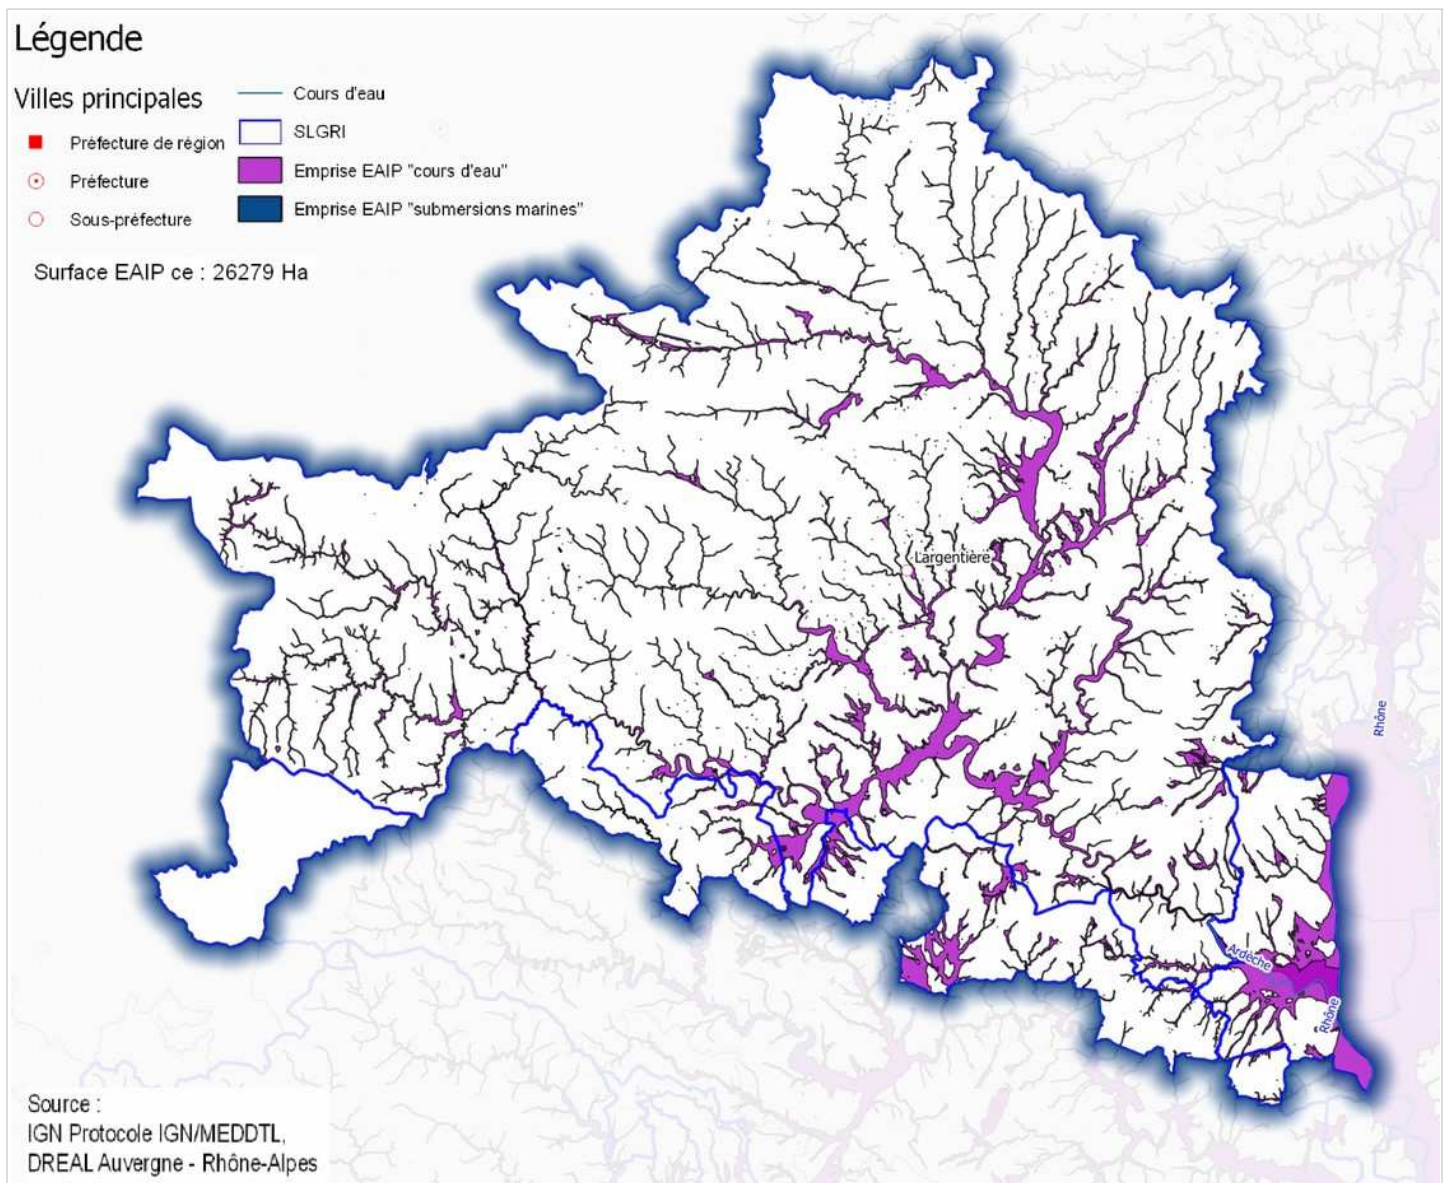 Légende
Villes principales
Préfecture de région
Préfecture
Sous-préfecture
Cours d'eau
SLGRI
Emprise EAIP "cours d'eau"
Emprise EAIP "submersions marines"
Surface EAIP ce : 26279 Ha
Largentière
Rhône
Ardèche
Rhône
Source :
IGN Protocole IGN/MEDDTL,
DREAL Auvergne - Rhône-Alpes